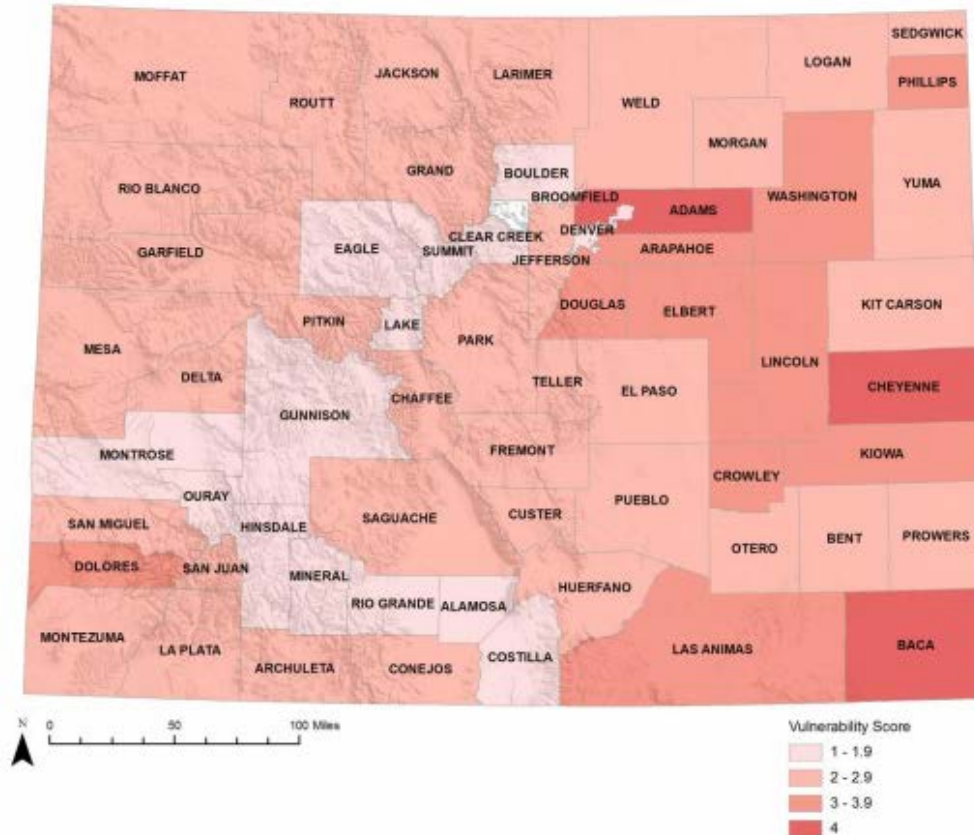 SEDGWICK
LOGAN
JACKSON
LARIMER
MOFFAT
PHILLIPS
ROUTT
WELD
MORGAN
GRAND
BOULDER
YUMA
RIO BLANCO
BROOMFIELD
WASHINGTON
ADAMS
DENVER
CLEAR CREEK
EAGLE
SUMMIT
ARAPAHOE
GARFIELD
JEFFERSON
DOUGLAS
KIT CARSON
ELBERT
PITKIN
LAKE
PARK
MESA
LINCOLN
DELTA
TELLER
CHEYENNE
EL PASO
CHAFFEE
GUNNISON
FREMONT
MONTROSE
KIOWA
CROWLEY
OURAY
PUEBLO
SAGUACHE
CUSTER
SAN MIGUEL
HINSDALE
PROWERS
BENT
OTERO
DOLORES
SAN JUAN
MINERAL
HUERFANO
RIO GRANDE
ALAMOSA
MONTEZUMA
LA PLATA
LAS ANIMAS
BACA
COSTILLA
ARCHULETA
CONEJOS
N
0 50 100 Miles
Vulnerability Score
1 - 1.9
2 - 2.9
3 - 3.9
4